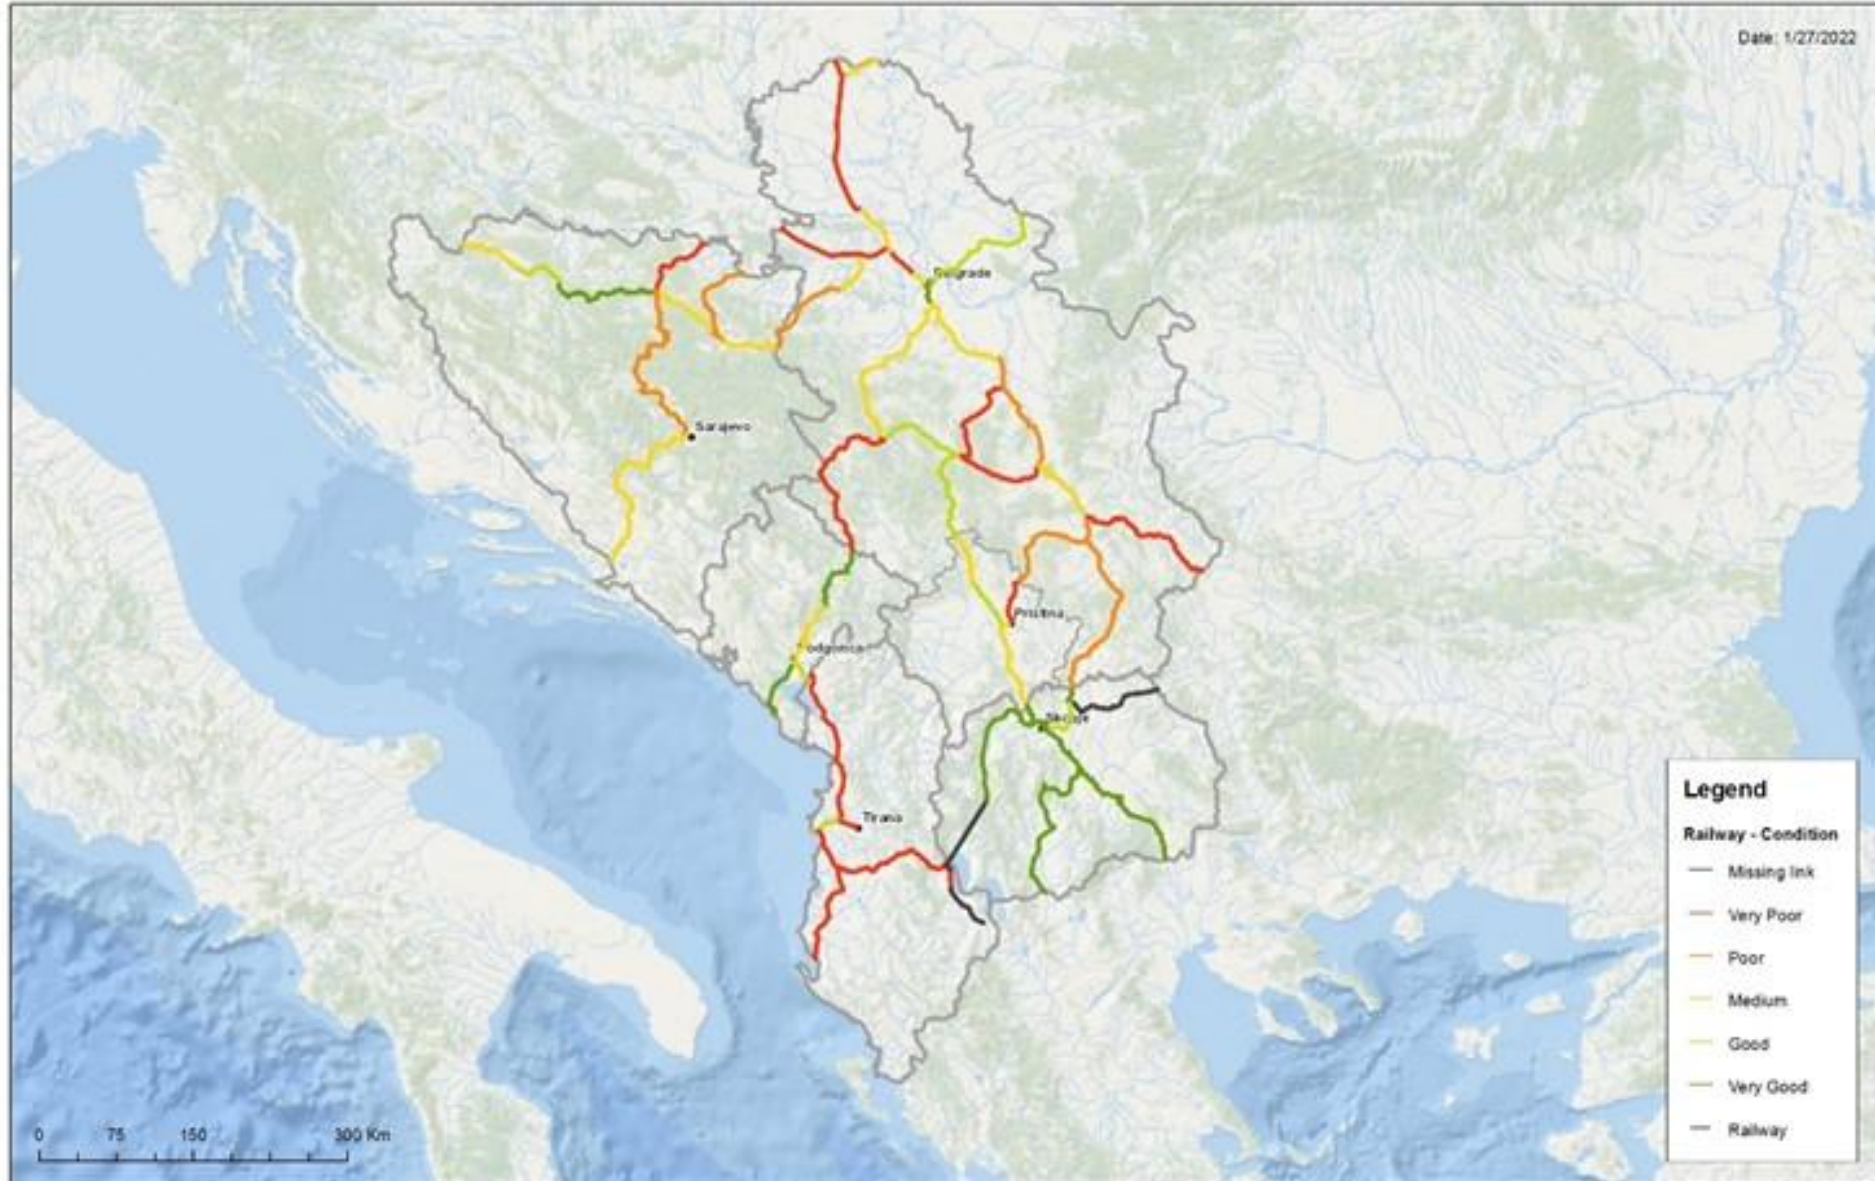 Date: 1/27/2022
Belgrade
Sarajevo
Pristina
Podgorica
Skopje
Tirana
Legend
Railway - Condition
Missing link
Very Poor
Poor
Medium
Good
Very Good
Railway
0 75 150 300 Km